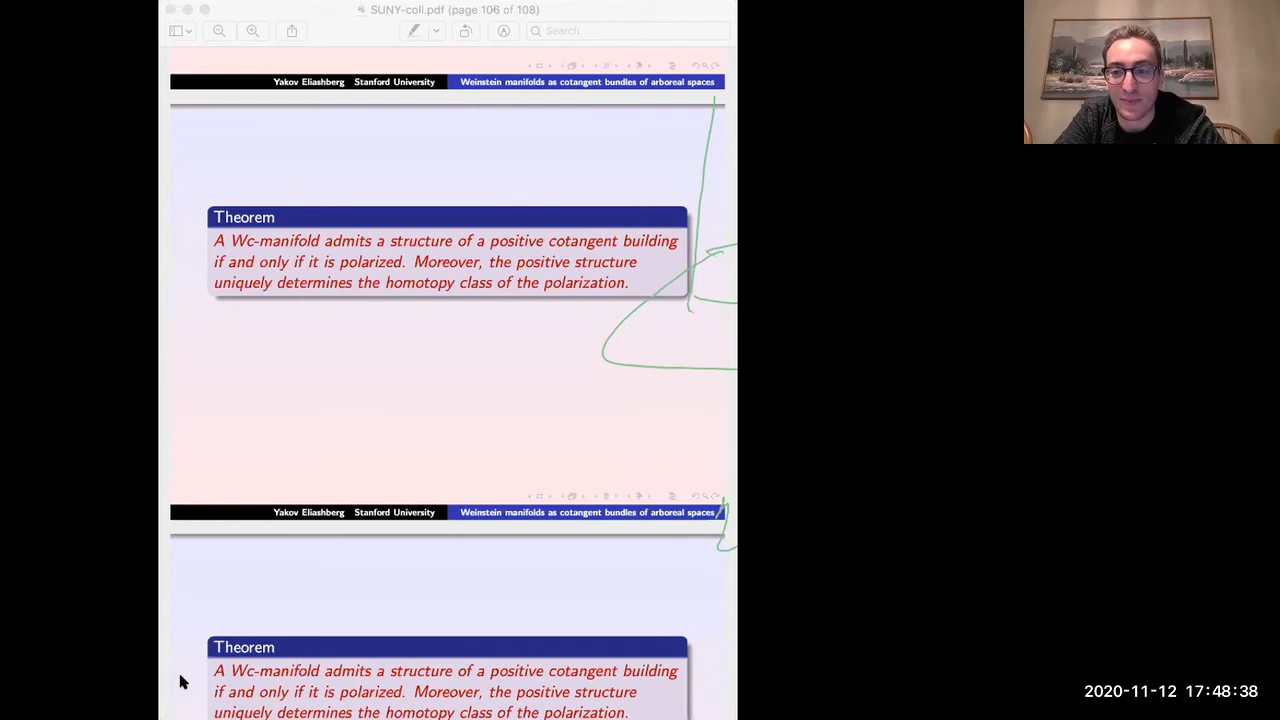 SUNY-coll.pdf (page 106 of 108)
Search
Yakov Eliashberg Stanford University Weinstein manifolds as cotangent bundles of arboreal spaces
Theorem
A Wc-manifold admits a structure of a positive cotangent building
if and only if it is polarized. Moreover, the positive structure
uniquely determines the homotopy class of the polarization.
Yakov Eliashberg Stanford University Weinstein manifolds as cotangent bundles of arboreal spaces
Theorem
A Wc-manifold admits a structure of a positive cotangent building
if and only if it is polarized. Moreover, the positive structure
uniquely determines the homotopy class of the polarization.
2020-11-12 17:48:38